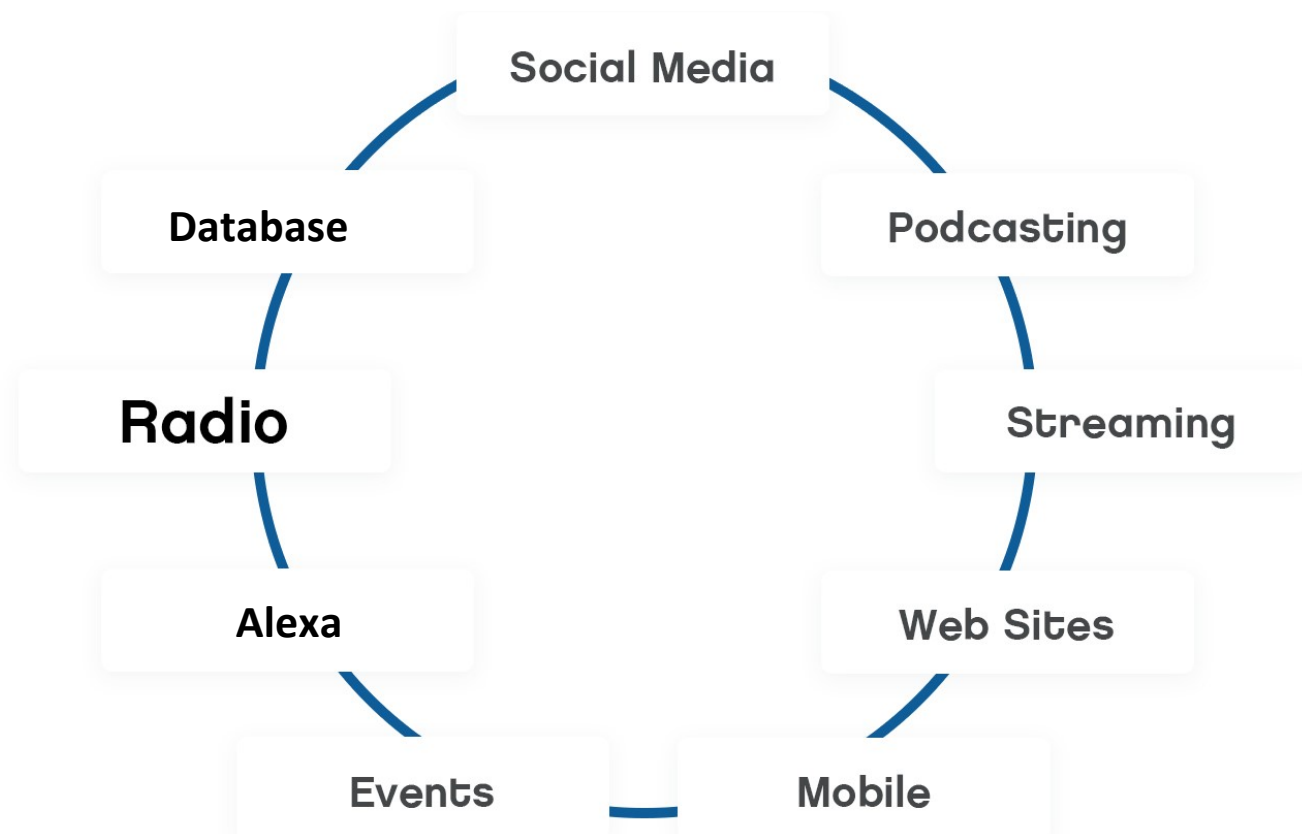 Social Media
Database
Podcasting
Radio
Streaming
Alexa
Web Sites
Events
Mobile